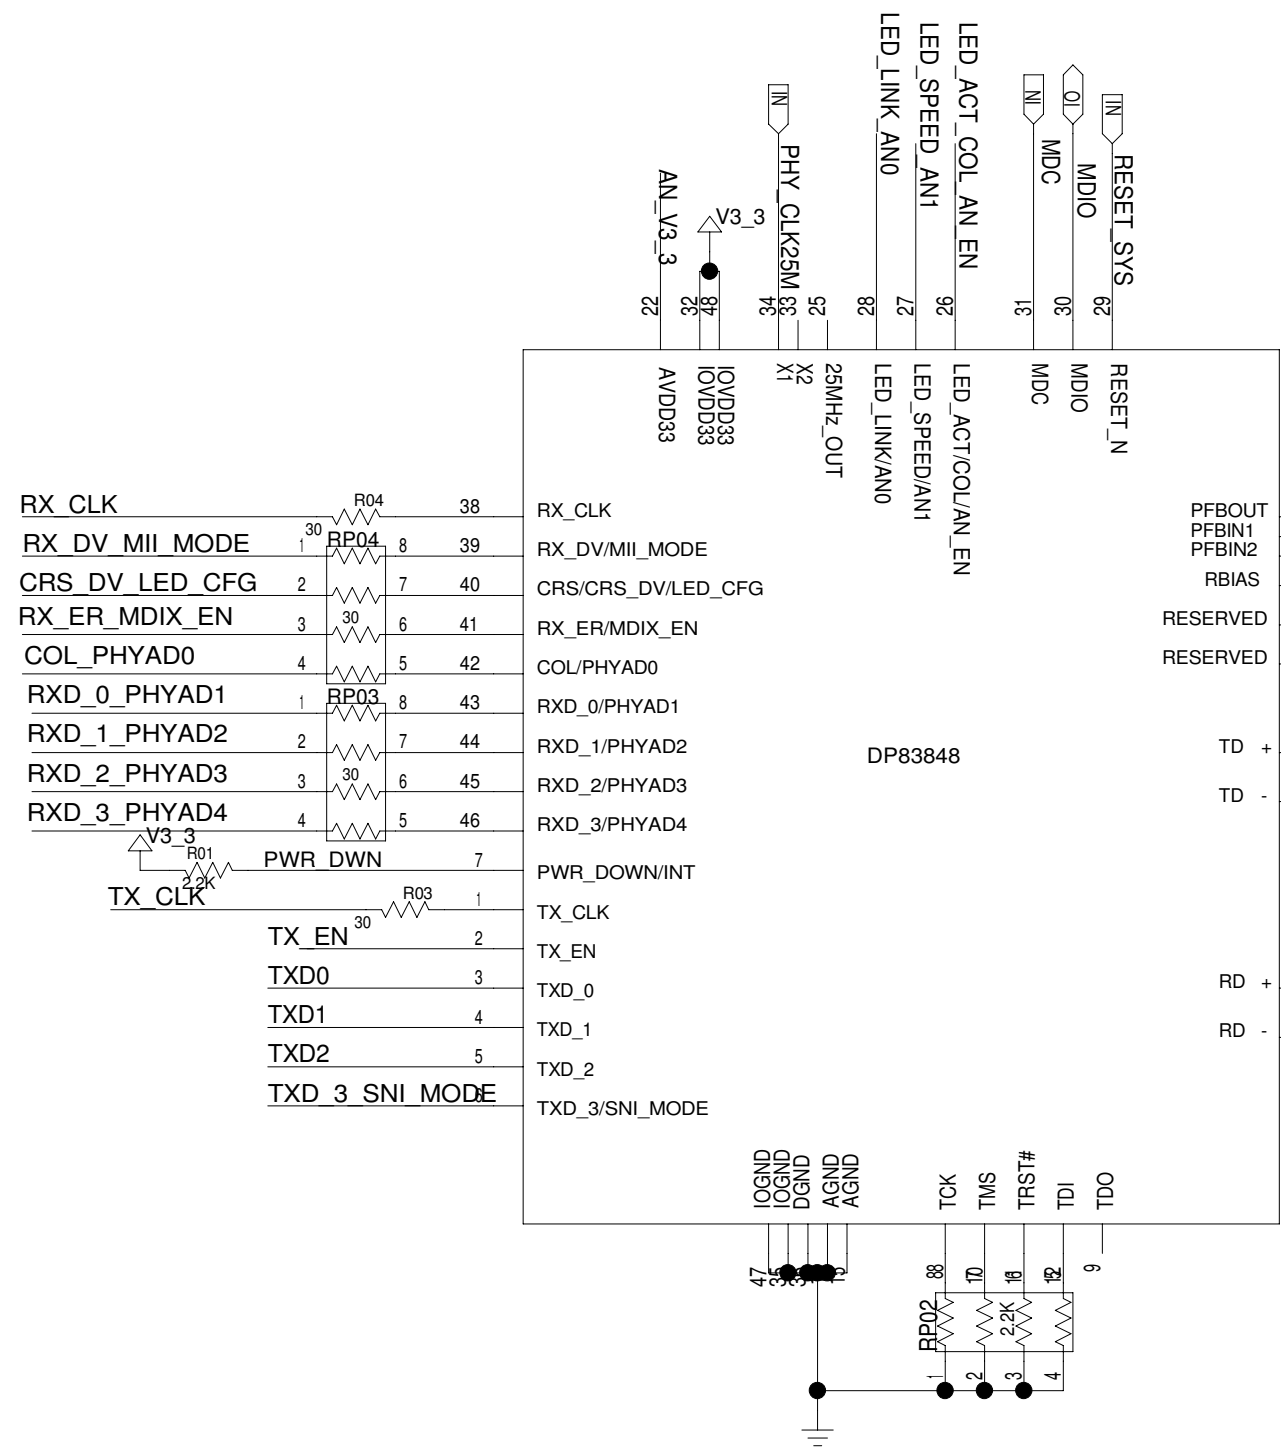 LED_LINK_AN0
LED_SPEED_AN1
LED_ACT_COL_AN_EN
IN
IN
IO
IN
AN_V3_3
V3_3
PHY_CLK25M
MDC
MDIO
RESET_SYS
22
32
48
34
33
25
28
27
26
31
30
29
AVDD33
IOVDD33
IOVDD33
X1
X2
25MHz_OUT
LED_LINK/AN0
LED_SPEED/AN1
LED_ACT/COL/AN_EN
MDC
MDIO
RESET_N
RX_CLK R04 30 38 RX_CLK
RX_DV_MII_MODE 1 RP04 8 39 RX_DV/MII_MODE
CRS_DV_LED_CFG 2 7 40 CRS/CRS_DV/LED_CFG
RX_ER_MDIX_EN 3 30 6 41 RX_ER/MDIX_EN
COL_PHYAD0 4 5 42 COL/PHYAD0
RXD_0_PHYAD1 1 RP03 8 43 RXD_0/PHYAD1
RXD_1_PHYAD2 2 7 44 RXD_1/PHYAD2
RXD_2_PHYAD3 3 30 6 45 RXD_2/PHYAD3
RXD_3_PHYAD4 4 5 46 RXD_3/PHYAD4
V3_3 R01 2.2K PWR_DWN 7 PWR_DOWN/INT
TX_CLK 30 R03 1 TX_CLK
TX_EN 2 TX_EN
TXD0 3 TXD_0
TXD1 4 TXD_1
TXD2 5 TXD_2
TXD_3_SNI_MODE 6 TXD_3/SNI_MODE
DP83848
PFBOUT
PFBIN1
PFBIN2
RBIAS
RESERVED
RESERVED
TD +
TD -
RD +
RD -
IOGND
IOGND
DGND
AGND
AGND
TCK
TMS
TRST#
TDI
TDO
47
35
9
RP02
2.2K
1
2
3
4